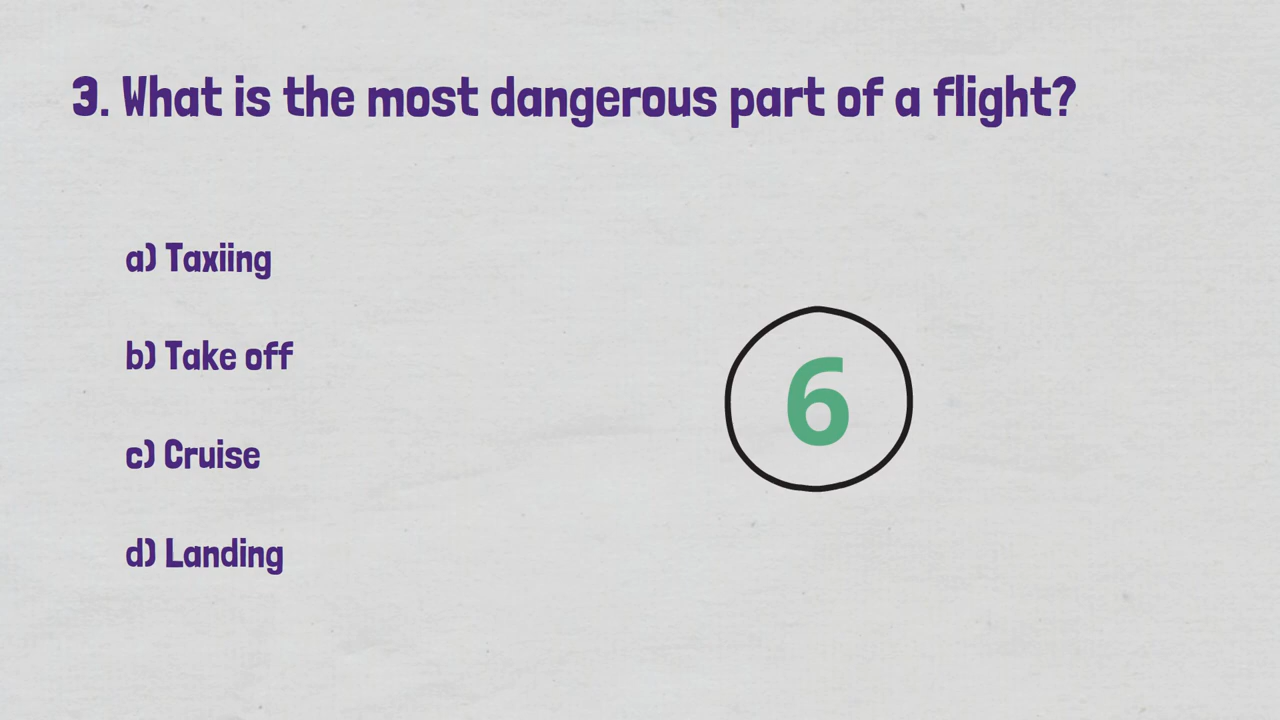 3. What is the most dangerous part of a flight?
a) Taxiing
b) Take off
6
c) Cruise
d) Landing